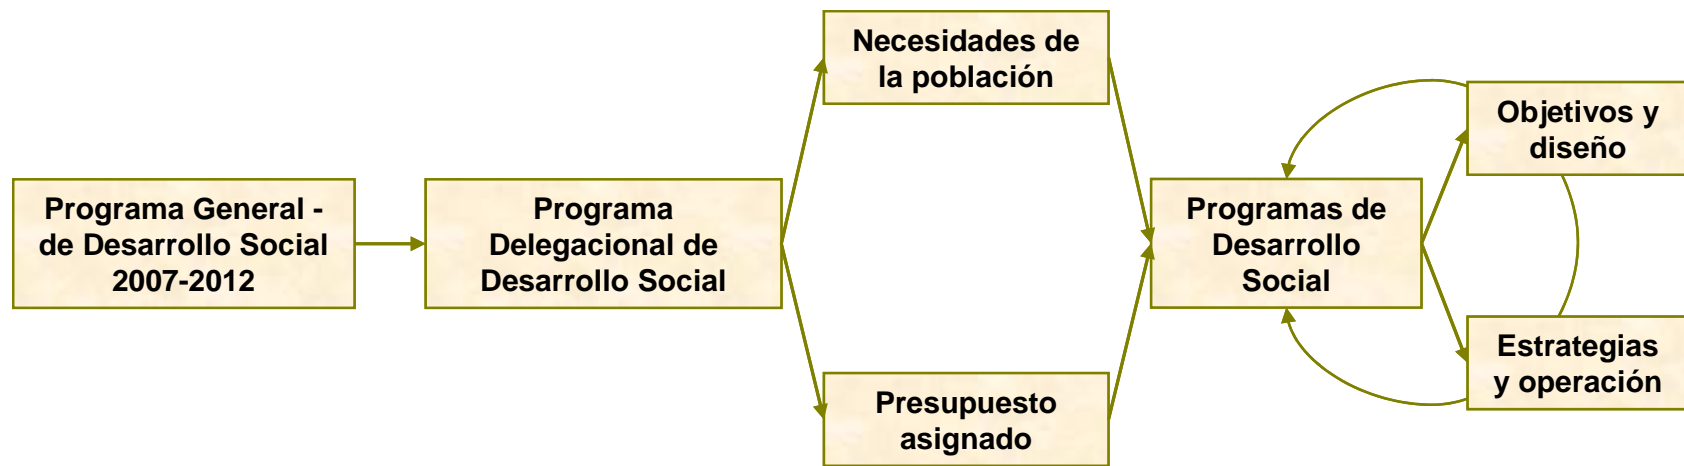 Programa General -
de Desarrollo Social
2007-2012
Programa
Delegacional de
Desarrollo Social
Necesidades de
la población
Presupuesto
asignado
Programas de
Desarrollo
Social
Objetivos y
diseño
Estrategias
y operación